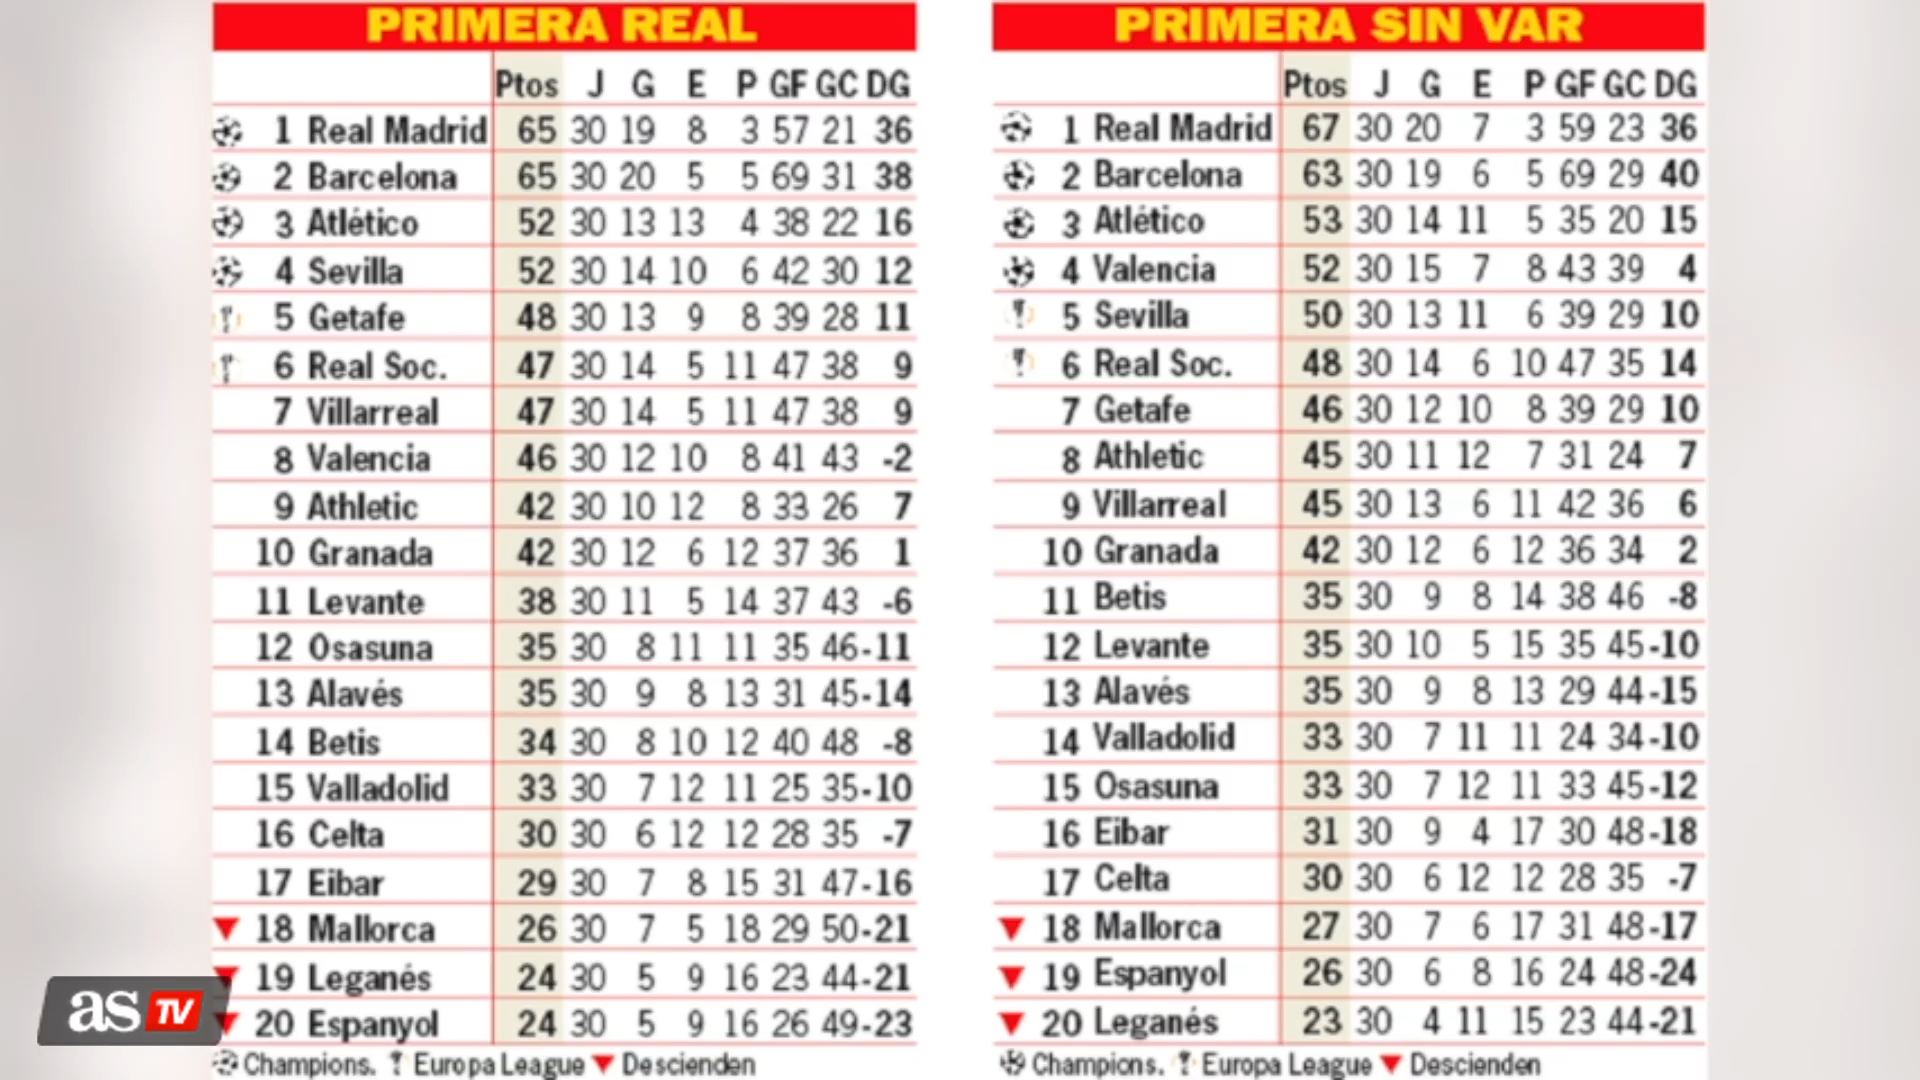 PRIMERA REAL
Ptos J G E P GF GC DG
1 Real Madrid 65 30 19 8 3 57 21 36
2 Barcelona 65 30 20 5 5 69 31 38
3 Atlético 52 30 13 13 4 38 22 16
4 Sevilla 52 30 14 10 6 42 30 12
5 Getafe 48 30 13 9 8 39 28 11
6 Real Soc. 47 30 14 5 11 47 38 9
7 Villarreal 47 30 14 5 11 47 38 9
8 Valencia 46 30 12 10 8 41 43 -2
9 Athletic 42 30 10 12 8 33 26 7
10 Granada 42 30 12 6 12 37 36 1
11 Levante 38 30 11 5 14 37 43 -6
12 Osasuna 35 30 8 11 11 35 46 -11
13 Alavés 35 30 9 8 13 31 45 -14
14 Betis 34 30 8 10 12 40 48 -8
15 Valladolid 33 30 7 12 11 25 35 -10
16 Celta 30 30 6 12 12 28 35 -7
17 Eibar 29 30 7 8 15 31 47 -16
18 Mallorca 26 30 7 5 18 29 50 -21
19 Leganés 24 30 5 9 16 23 44 -21
20 Espanyol 24 30 5 9 16 26 49 -23
Champions. Europa League Descienden
PRIMERA SIN VAR
Ptos J G E P GF GC DG
1 Real Madrid 67 30 20 7 3 59 23 36
2 Barcelona 63 30 19 6 5 69 29 40
3 Atlético 53 30 14 11 5 35 20 15
4 Valencia 52 30 15 7 8 43 39 4
5 Sevilla 50 30 13 11 6 39 29 10
6 Real Soc. 48 30 14 6 10 47 35 14
7 Getafe 46 30 12 10 8 39 29 10
8 Athletic 45 30 11 12 7 31 24 7
9 Villarreal 45 30 13 6 11 42 36 6
10 Granada 42 30 12 6 12 36 34 2
11 Betis 35 30 9 8 14 38 46 -8
12 Levante 35 30 10 5 15 35 45 -10
13 Alavés 35 30 9 8 13 29 44 -15
14 Valladolid 33 30 7 11 11 24 34 -10
15 Osasuna 33 30 7 12 11 33 45 -12
16 Eibar 31 30 9 4 17 30 48 -18
17 Celta 30 30 6 12 12 28 35 -7
18 Mallorca 27 30 7 6 17 31 48 -17
19 Espanyol 26 30 6 8 16 24 48 -24
20 Leganés 23 30 4 11 15 23 44 -21
Champions. Europa League Descienden
as TV